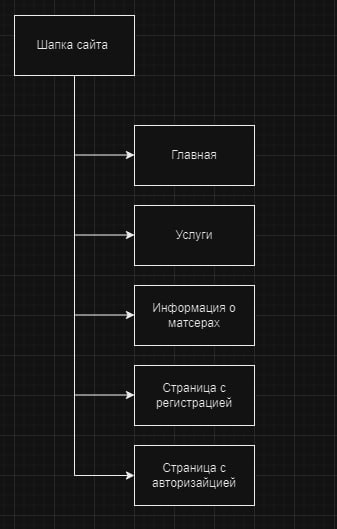 Шапка сайта
Главная
Услуги
Информация о
матсерах
Страница с
регистрацией
Страница с
авторизайцией